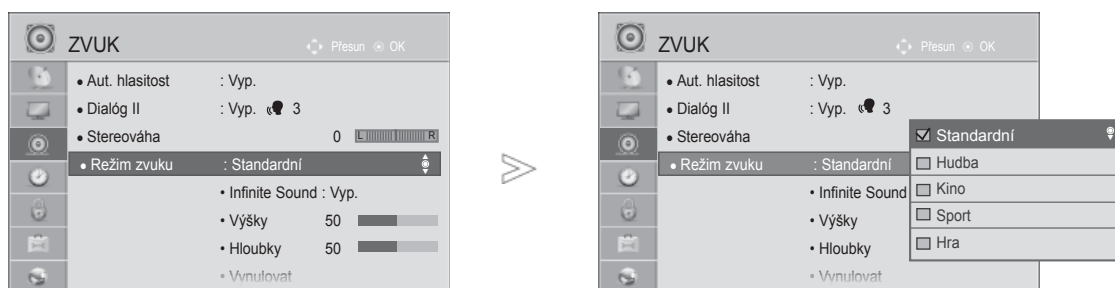 ZVUK
Přesun OK
• Aut. hlasitost : Vyp.
• Dialóg II : Vyp. 3
• Stereováha 0 L R
• Režim zvuku : Standardní
• Infinite Sound : Vyp.
• Výšky 50
• Hloubky 50
• Vynulovat
ZVUK
Přesun OK
• Aut. hlasitost : Vyp.
• Dialóg II : Vyp. 3
• Stereováha
• Režim zvuku : Standardní
• Infinite Sound
• Výšky
• Hloubky
• Vynulovat
Standardní
Hudba
Kino
Sport
Hra